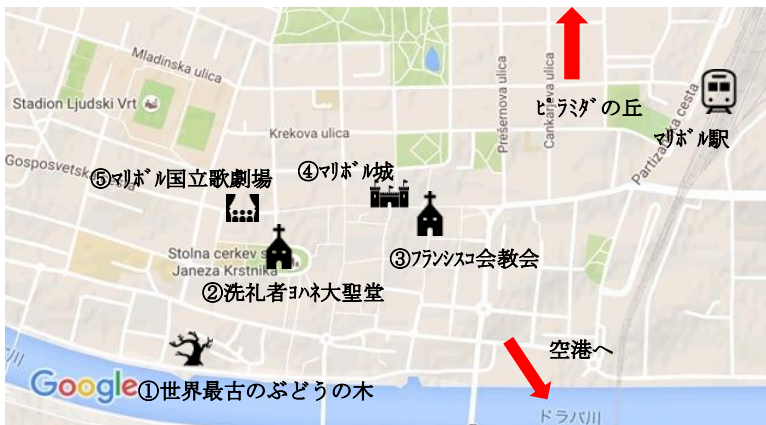 Mladinska ulica
Stadion Ljudski Vrt
Krekova ulica
Prešernova ulica
Cankarjeva ulica
ﾋﾟﾗﾐﾀﾞの丘
Partizanska cesta
ﾏﾘﾎﾞﾙ駅
Gosposvetska cesta
⑤ﾏﾘﾎﾞﾙ国立歌劇場
④ﾏﾘﾎﾞﾙ城
③ﾌﾗﾝｼｽｺ会教会
Stolna cerkev s
Janeza Krstnika
②洗礼者ﾖﾊﾈ大聖堂
空港へ
Google
①世界最古のぶどうの木
ドラバ川